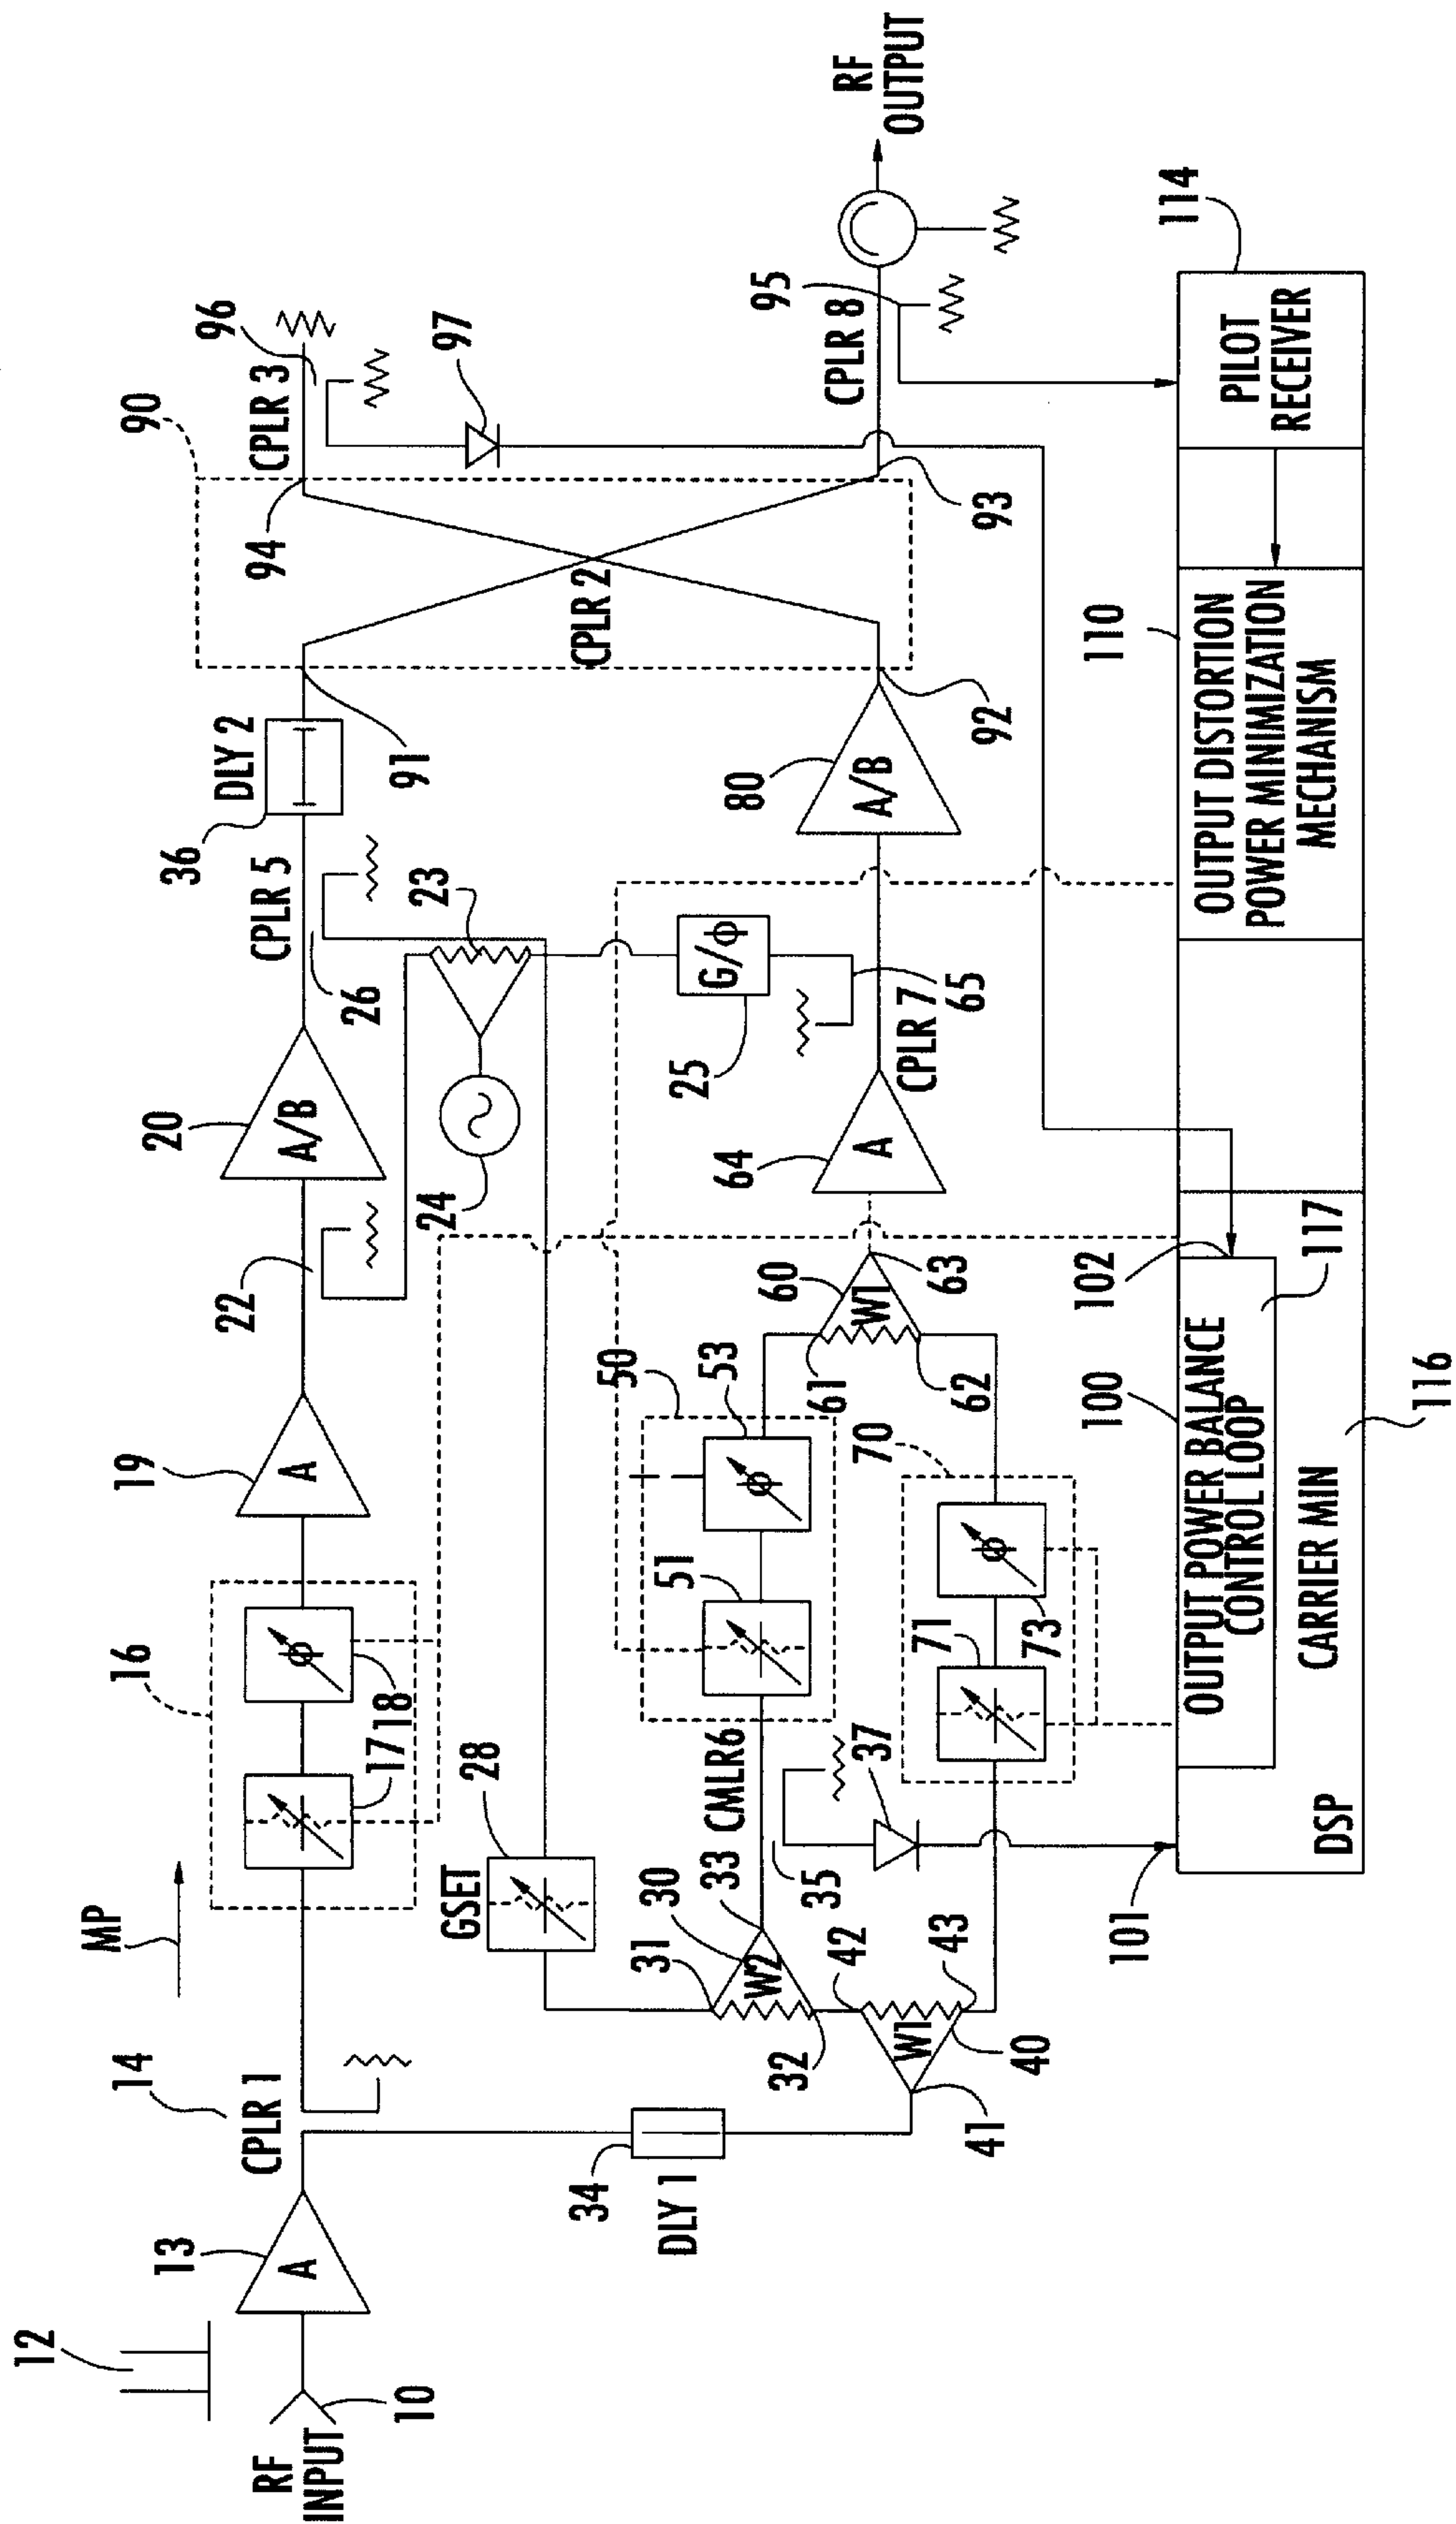 12
RF
INPUT
10
13
A
CPLR 1
14
MP
16
17
18
19
A
22
20
A/B
CPLR 5
26
36
DLY 2
91
90
94
CPLR 3
96
97
CPLR 2
24
23
GSET
28
25
G/ϕ
34
DLY 1
31
30
W2
33
32
CMLR6
35
37
50
51
53
ϕ
ϕ
41
40
W1
42
43
70
71
73
ϕ
61
60
W1
62
63
64
A
CPLR 7
65
80
A/B
92
93
CPLR 8
95
RF
OUTPUT
101
DSP
100
OUTPUT POWER BALANCE
CONTROL LOOP
CARRIER MIN
102
117
116
110
OUTPUT DISTORTION
POWER MINIMIZATION
MECHANISM
PILOT
RECEIVER
114